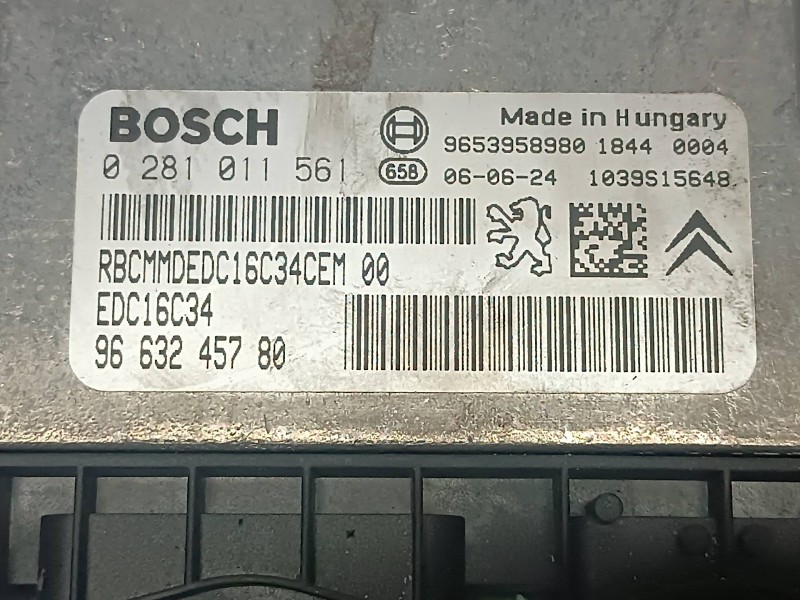 BOSCH
Made in Hungary
9653958980 1844 0004
0 281 011 561
658
06-06-24 1039S15648
RBCMMDEDC16C34CEM 00
EDC16C34
96 632 457 80